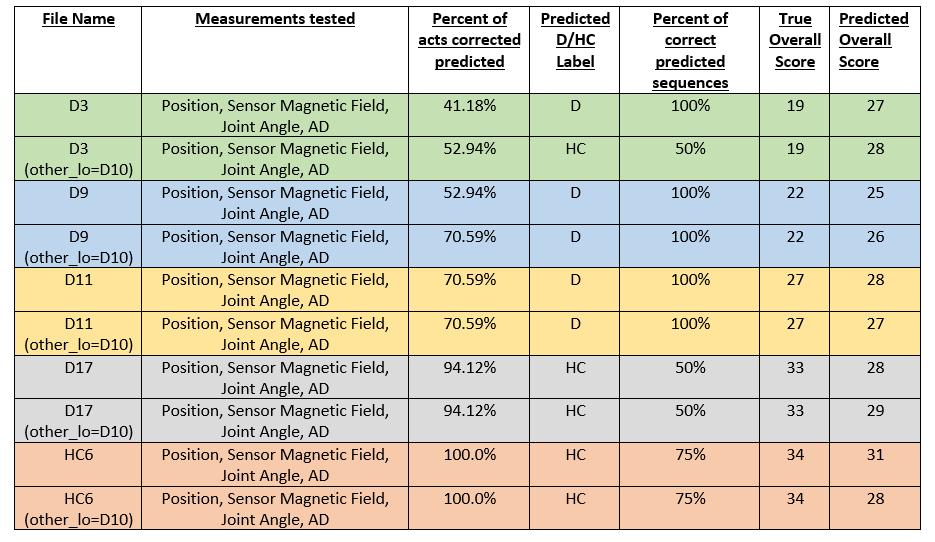 File Name Measurements tested Percent of acts corrected predicted Predicted D/HC Label Percent of correct predicted sequences True Overall Score Predicted Overall Score
D3 Position, Sensor Magnetic Field, Joint Angle, AD 41.18% D 100% 19 27
D3 (other_lo=D10) Position, Sensor Magnetic Field, Joint Angle, AD 52.94% HC 50% 19 28
D9 Position, Sensor Magnetic Field, Joint Angle, AD 52.94% D 100% 22 25
D9 (other_lo=D10) Position, Sensor Magnetic Field, Joint Angle, AD 70.59% D 100% 22 26
D11 Position, Sensor Magnetic Field, Joint Angle, AD 70.59% D 100% 27 28
D11 (other_lo=D10) Position, Sensor Magnetic Field, Joint Angle, AD 70.59% D 100% 27 27
D17 Position, Sensor Magnetic Field, Joint Angle, AD 94.12% HC 50% 33 28
D17 (other_lo=D10) Position, Sensor Magnetic Field, Joint Angle, AD 94.12% HC 50% 33 29
HC6 Position, Sensor Magnetic Field, Joint Angle, AD 100.0% HC 75% 34 31
HC6 (other_lo=D10) Position, Sensor Magnetic Field, Joint Angle, AD 100.0% HC 75% 34 28